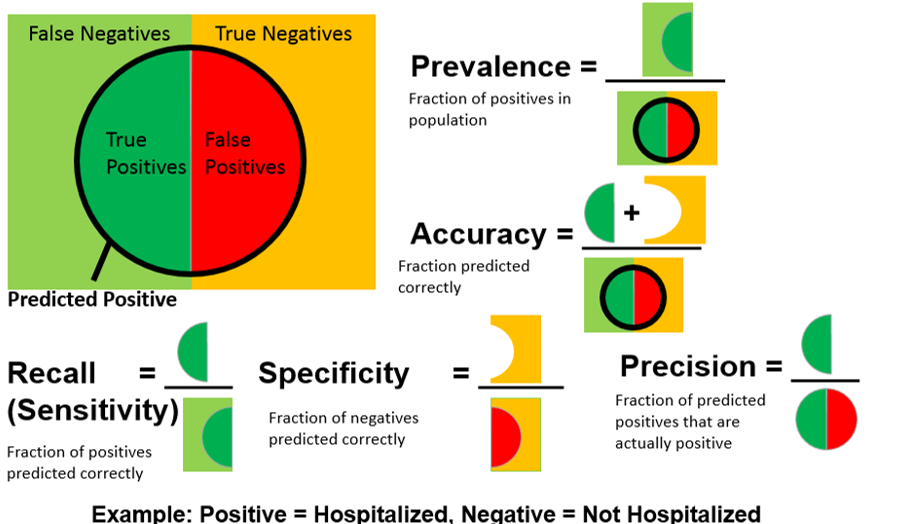 False Negatives
True Negatives
True
Positives
False
Positives
Predicted Positive
Prevalence =
Fraction of positives in
population
+
Accuracy =
Fraction predicted
correctly
Recall =
(Sensitivity)
Fraction of positives
predicted correctly
Specificity =
Fraction of negatives
predicted correctly
Precision =
Fraction of predicted
positives that are
actually positive
Example: Positive = Hospitalized, Negative = Not Hospitalized